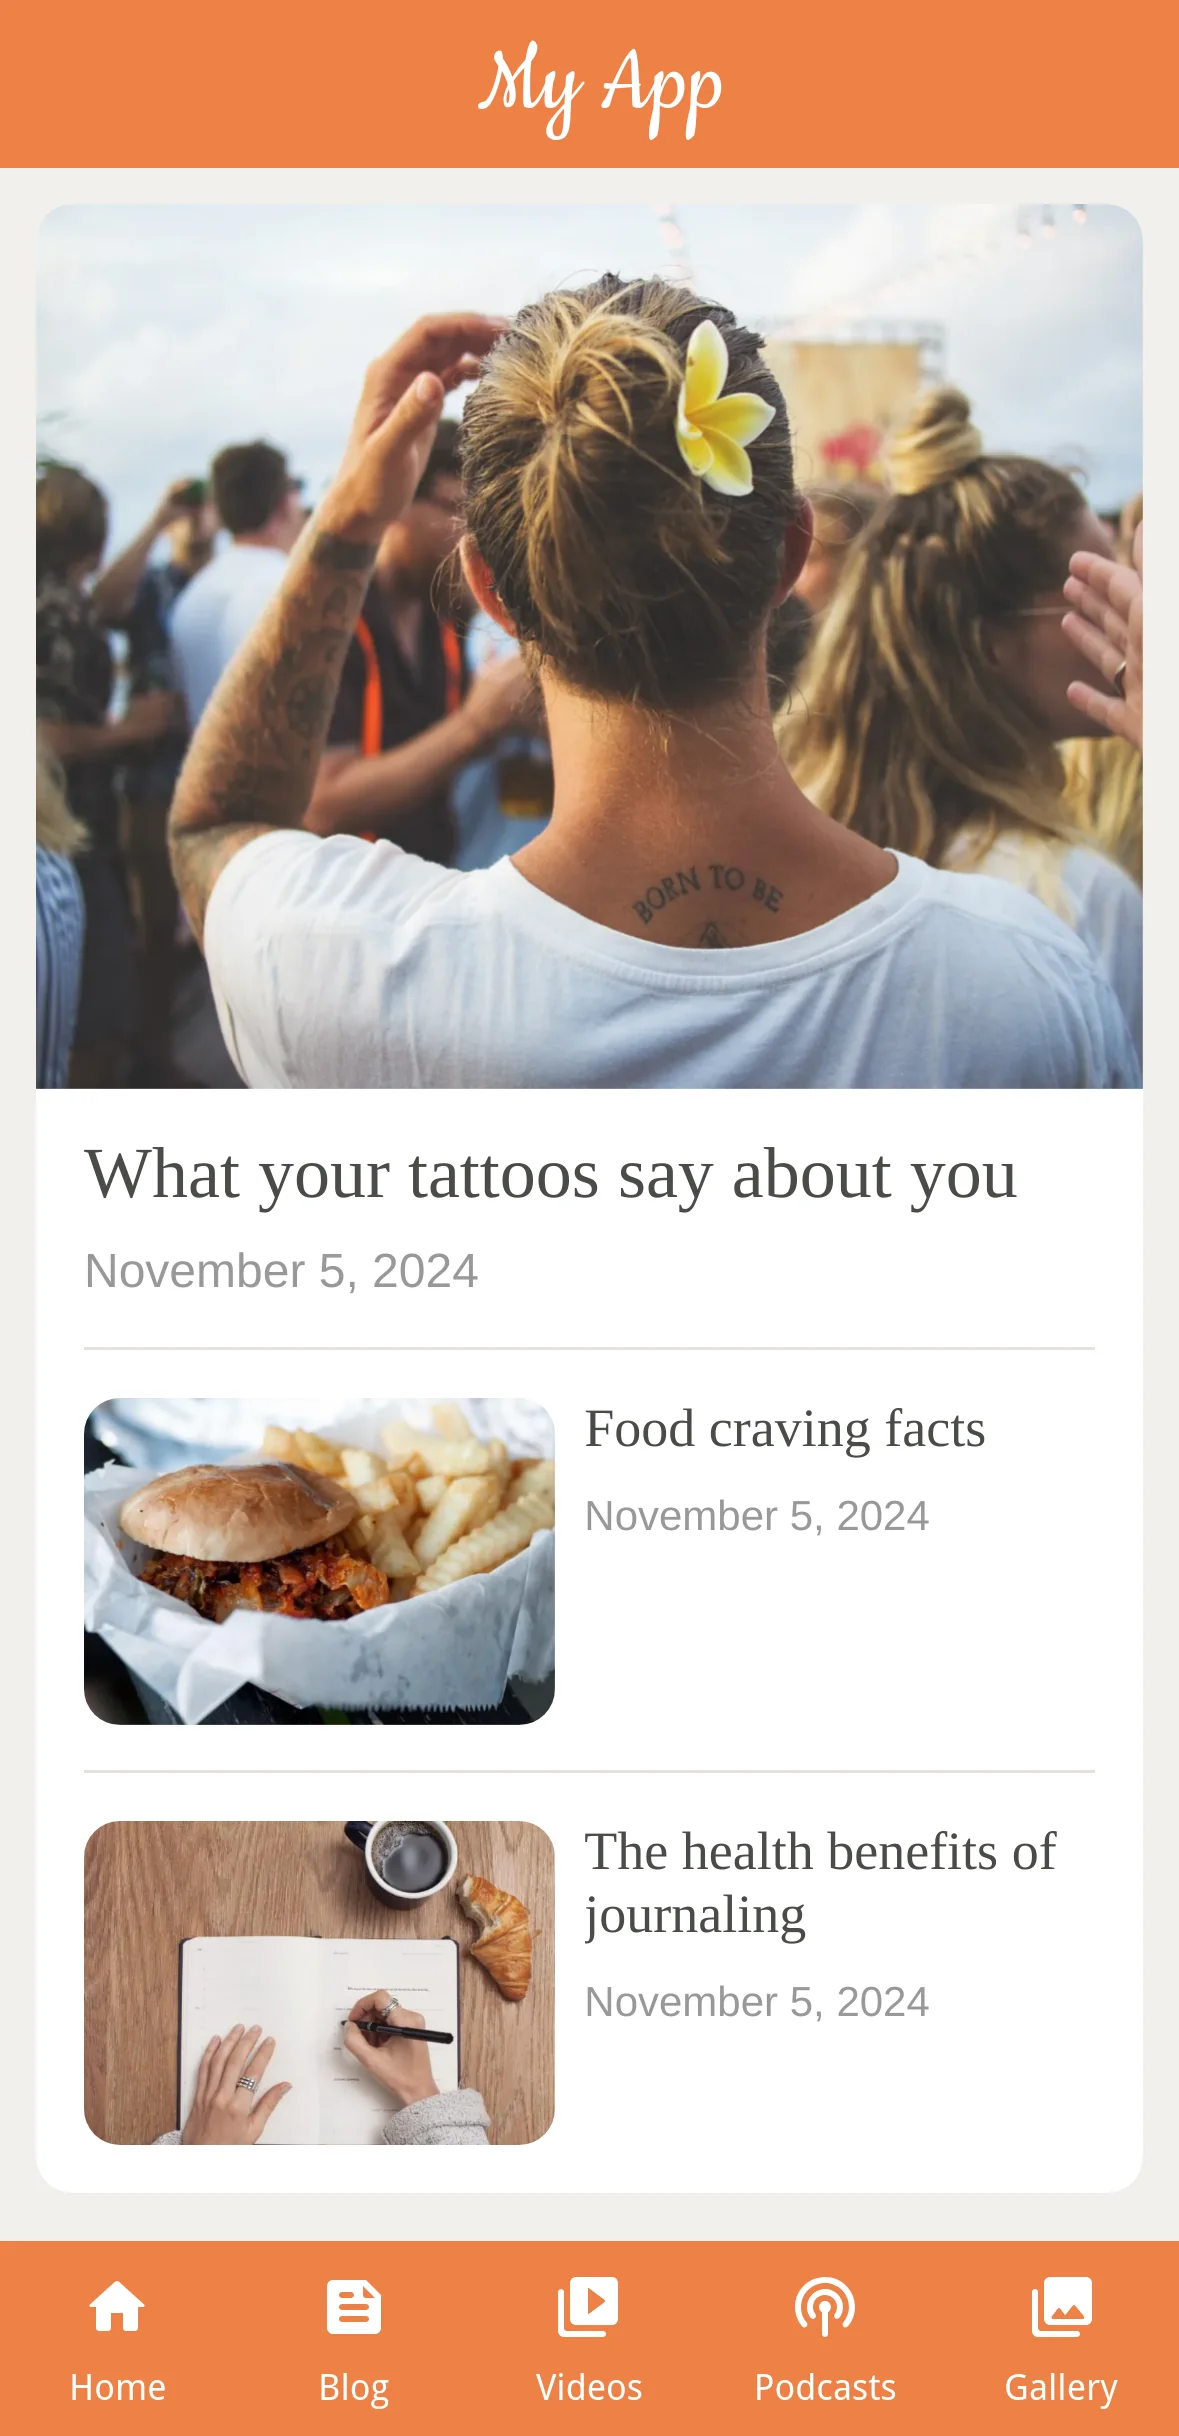 My App
BORN TO BE
What your tattoos say about you
November 5, 2024
Food craving facts
November 5, 2024
The health benefits of
journaling
November 5, 2024
Home
Blog
Videos
Podcasts
Gallery